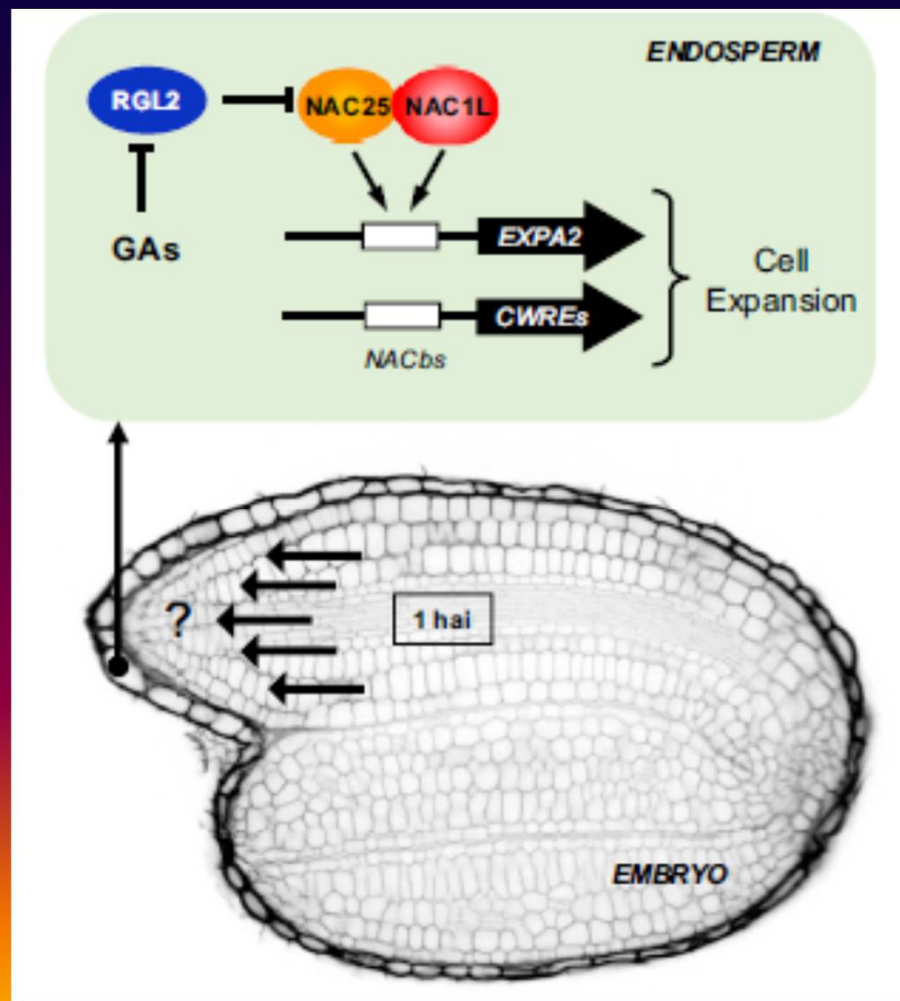 ENDOSPERM
RGL2
NAC25
NAC1L
GAs
EXPA2
CWREs
NACbs
Cell
Expansion
?
1 hai
EMBRYO